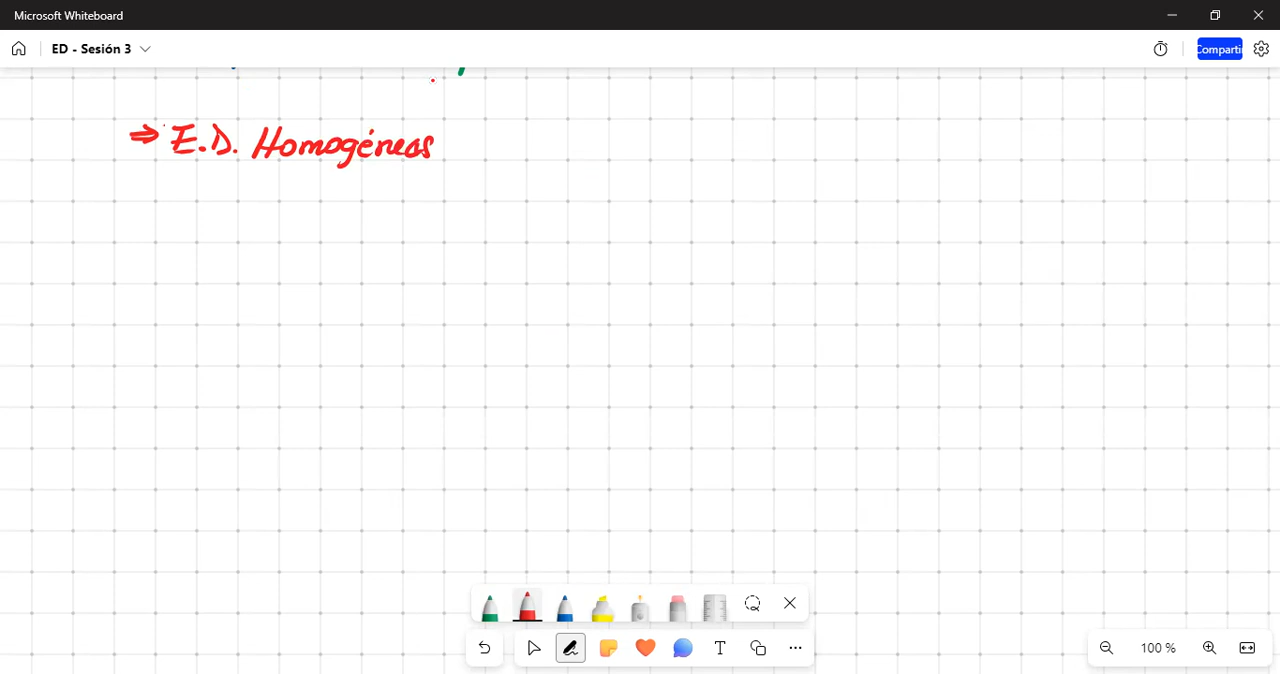 Microsoft Whiteboard
ED - Sesión 3
Comparti
⇒ E.D. Homogéneas
T
100 %